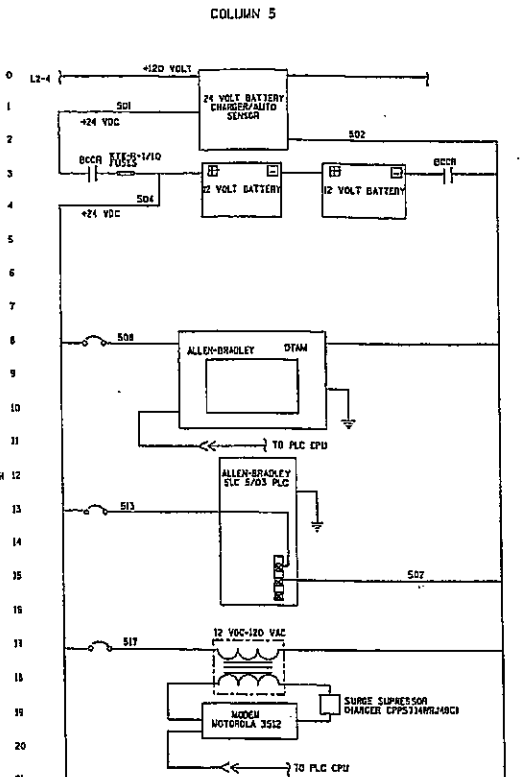 COLUMN 5
0 L2-4 +120 VOLT
24 VOLT BATTERY
CHARGER/AUTO
SENSOR
1 501
+24 VDC
2 502
BCCR
FUSES
3
BCCR
12 VOLT BATTERY
12 VOLT BATTERY
4 504
+24 VDC
5
6
7
8 508
ALLEN-BRADLEY DTAM
9
10
11 TO PLC CPU
12
ALLEN-BRADLEY
SLC 5/03 PLC
13 513
14
15 502
16
17 517
12 VDC-120 VAC
18
19
MODEM
MOTOROLA 3512
SURGE SUPRESSOR
20
TO PLC CPU